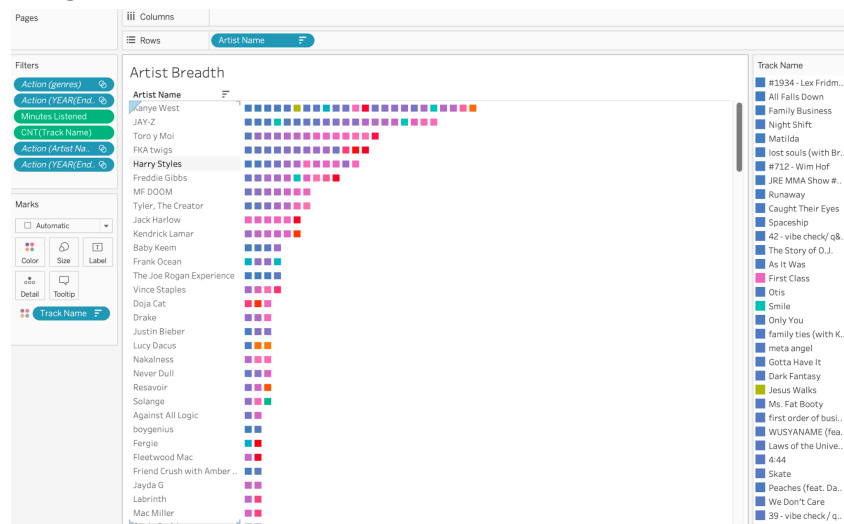 Pages
Columns
Rows
Artist Name
Filters
Action (genres)
Action (YEAR(End..
Minutes Listened
CNT(Track Name)
Action (Artist Na..
Action (YEAR(End..
Marks
Automatic
Color
Size
Label
Detail
Tooltip
Track Name
Artist Breadth
Artist Name
Kanye West
JAY-Z
Toro y Moi
FKA twigs
Harry Styles
Freddie Gibbs
MF DOOM
Tyler, The Creator
Jack Harlow
Kendrick Lamar
Baby Keem
Frank Ocean
The Joe Rogan Experience
Vince Staples
Doja Cat
Drake
Justin Bieber
Lucy Dacus
Nakalness
Never Dull
Resavoir
Solange
Against All Logic
boygenius
Fergie
Fleetwood Mac
Friend Crush with Amber ..
Jayda G
Labrinth
Mac Miller
Track Name
#1934 - Lex Fridm..
All Falls Down
Family Business
Night Shift
Matilda
lost souls (with Br..
#712 - Wim Hof
JRE MMA Show #..
Runaway
Caught Their Eyes
Spaceship
42 - vibe check/ q&..
The Story of O.J.
As It Was
First Class
Otis
Smile
Only You
family ties (with K..
meta angel
Gotta Have It
Dark Fantasy
Jesus Walks
Ms. Fat Booty
first order of busi..
WUSYANAME (fea..
Laws of the Unive..
4:44
Skate
Peaches (feat. Da..
We Don't Care
39 - vibe check / q..